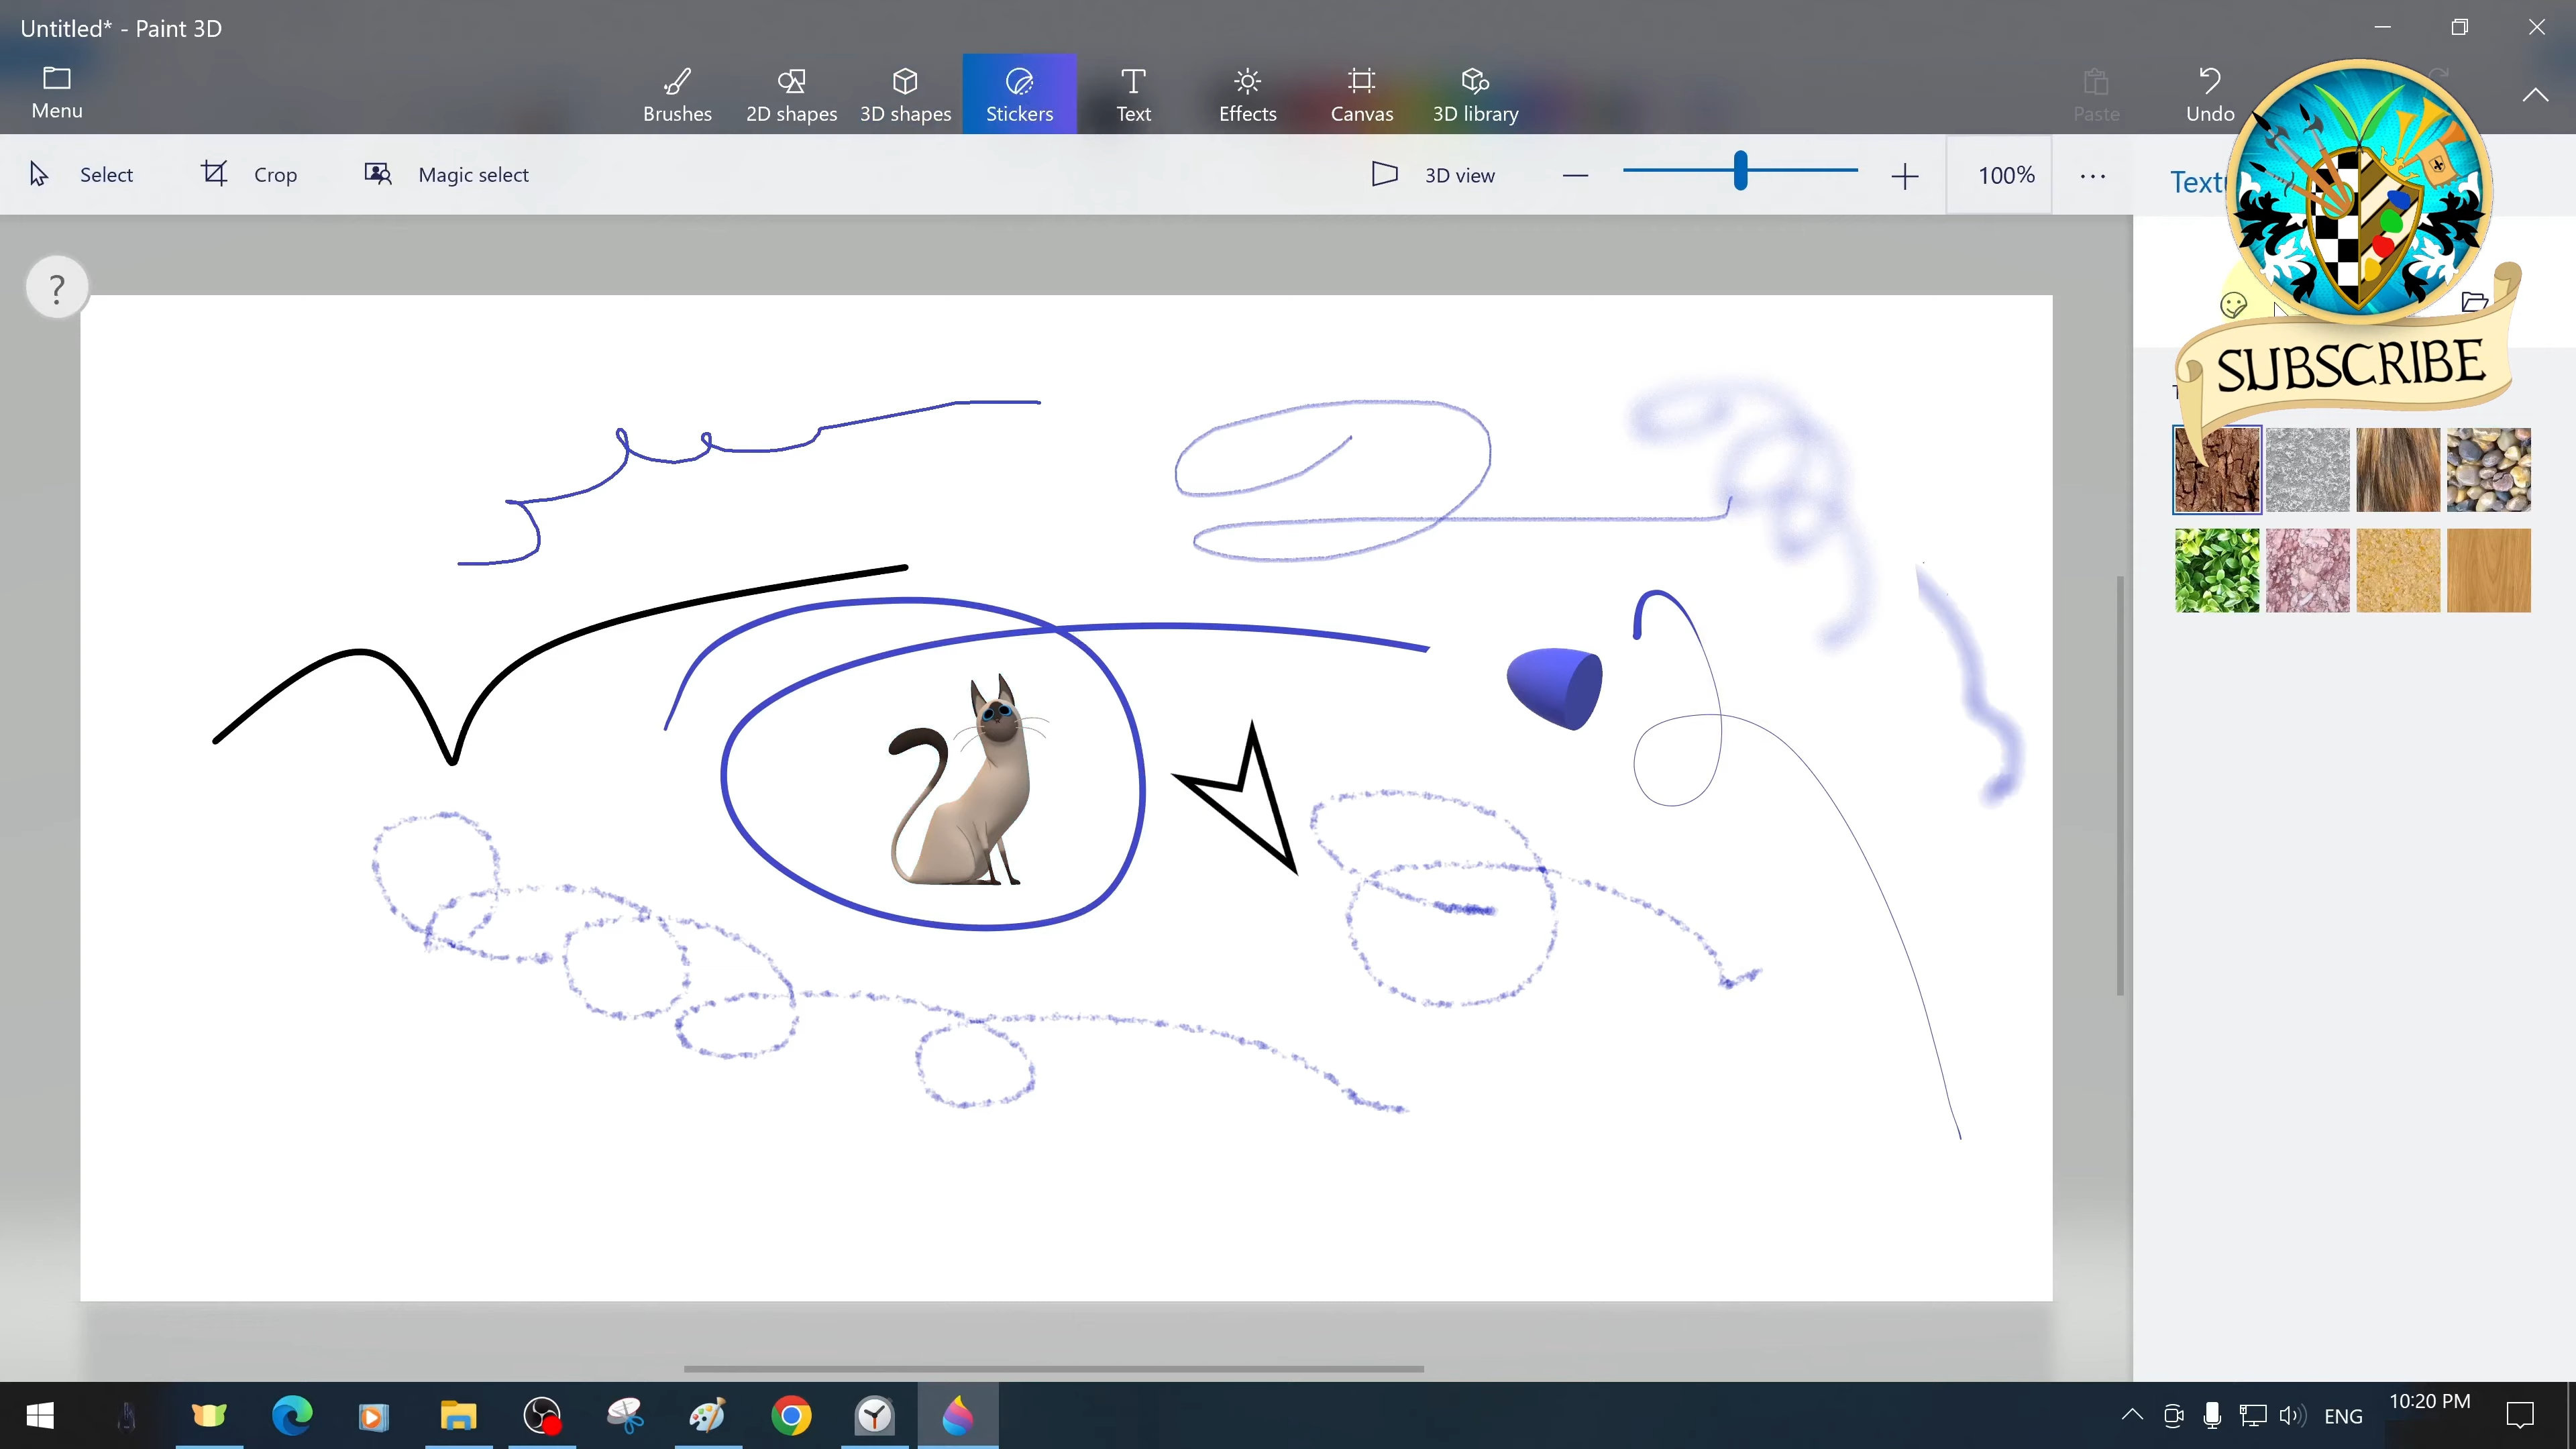 Untitled* - Paint 3D
Menu
Brushes
2D shapes
3D shapes
Stickers
Text
Effects
Canvas
3D library
Paste
Undo
Select
Crop
Magic select
3D view
100%
?
SUBSCRIBE
ENG
10:20 PM